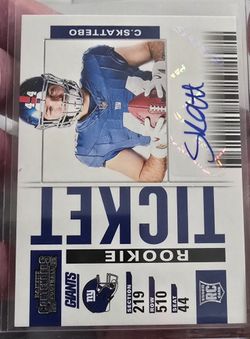 C.SKATTEBO
ROOKIE
TICKET
GIANTS
SECTION
219
ROW
510
SEAT
44
RC